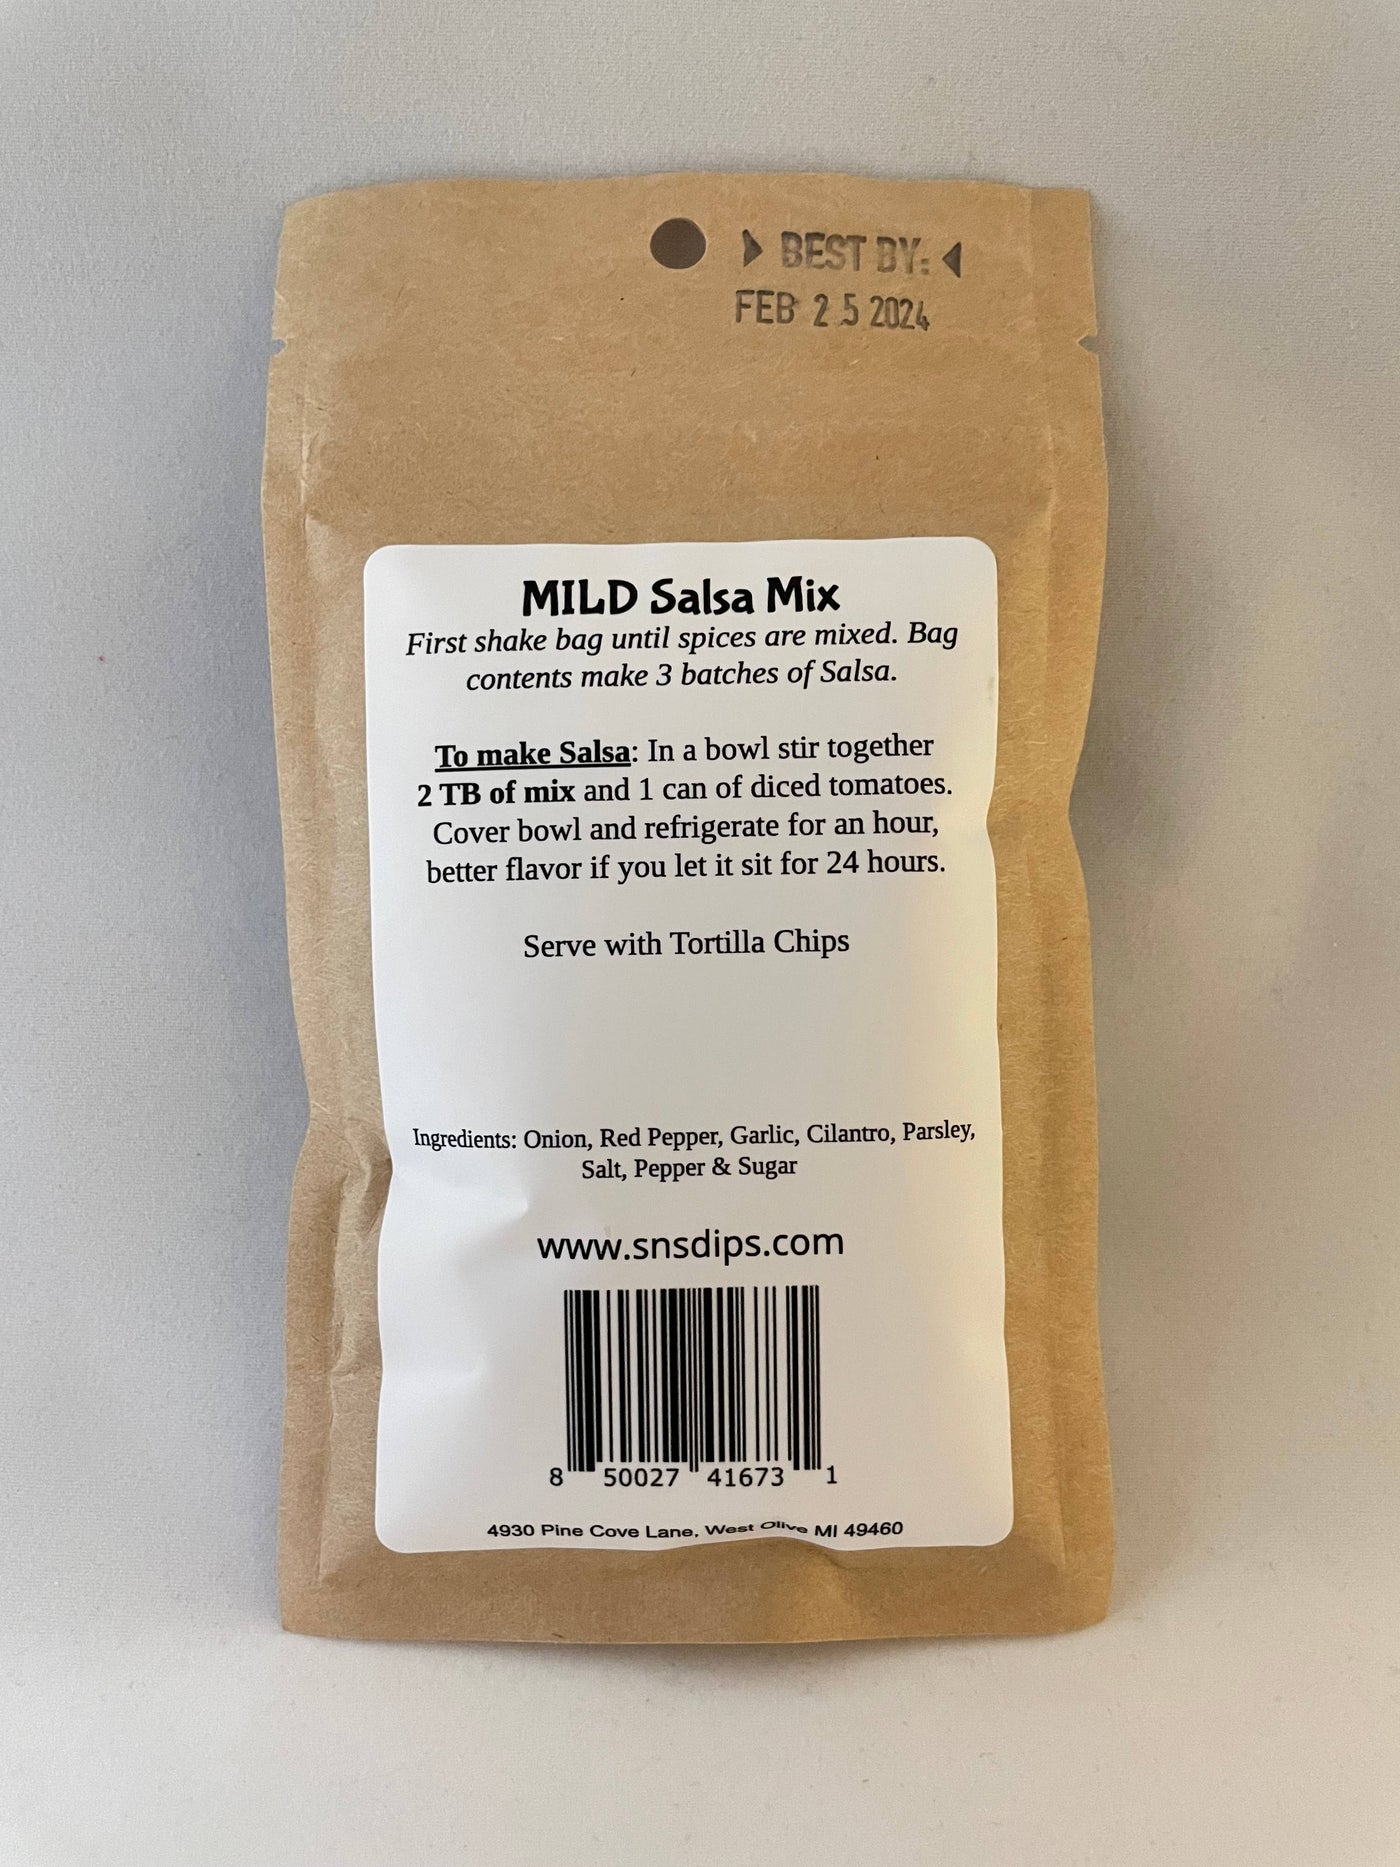 BEST BY:
FEB 25 2024
MILD Salsa Mix
First shake bag until spices are mixed. Bag
contents make 3 batches of Salsa.
To make Salsa: In a bowl stir together
2 TB of mix and 1 can of diced tomatoes.
Cover bowl and refrigerate for an hour,
better flavor if you let it sit for 24 hours.
Serve with Tortilla Chips
Ingredients: Onion, Red Pepper, Garlic, Cilantro, Parsley,
Salt, Pepper & Sugar
www.snsdips.com
8 50027 41673 1
4930 Pine Cove Lane, West Olive MI 49460